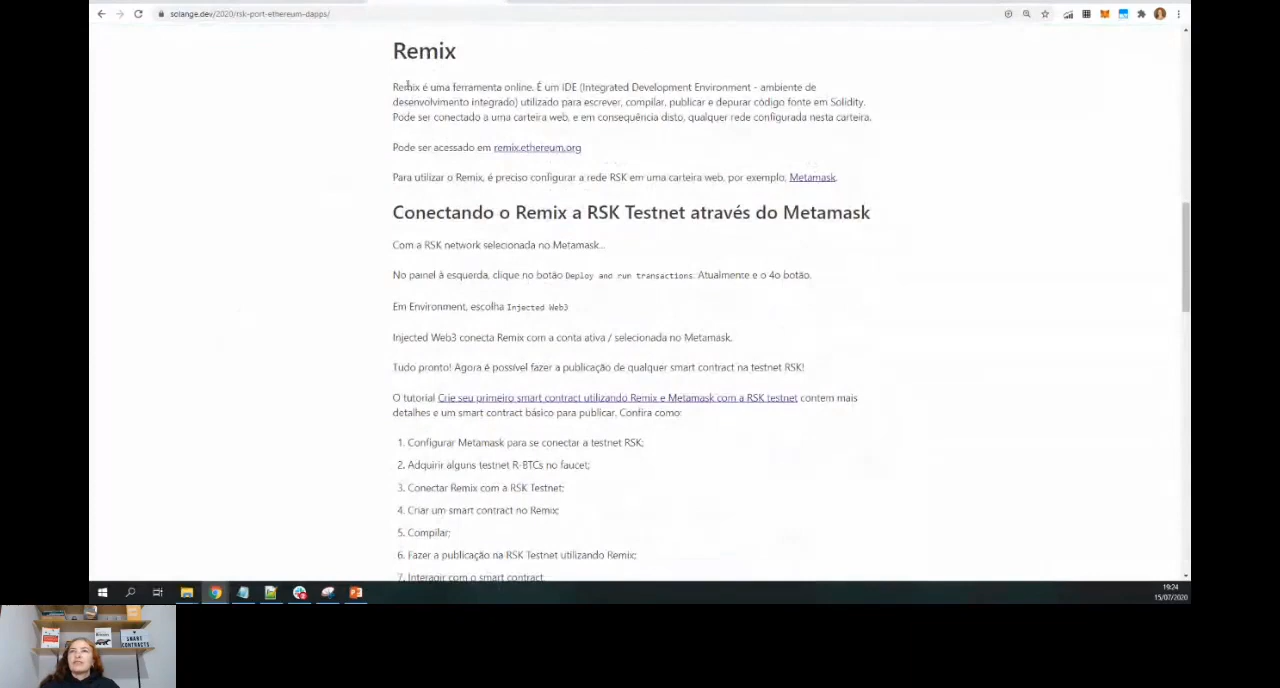 solange.dev/2020/rsk-port-ethereum-dapps/
Remix
Remix é uma ferramenta online. É um IDE (Integrated Development Environment - ambiente de
desenvolvimento integrado) utilizado para escrever, compilar, publicar e depurar código fonte em Solidity.
Pode ser conectado a uma carteira web, e em consequência disto, qualquer rede configurada nesta carteira.
Pode ser acessado em remix.ethereum.org
Para utilizar o Remix, é preciso configurar a rede RSK em uma carteira web, por exemplo, Metamask.
Conectando o Remix a RSK Testnet através do Metamask
Com a RSK network selecionada no Metamask...
No painel à esquerda, clique no botão Deploy and run transactions. Atualmente e o 4o botão.
Em Environment, escolha Injected Web3
Injected Web3 conecta Remix com a conta ativa / selecionada no Metamask.
Tudo pronto! Agora é possível fazer a publicação de qualquer smart contract na testnet RSK!
O tutorial Crie seu primeiro smart contract utilizando Remix e Metamask com a RSK testnet contem mais
detalhes e um smart contract básico para publicar. Confira como:
1. Configurar Metamask para se conectar a testnet RSK;
2. Adquirir alguns testnet R-BTCs no faucet;
3. Conectar Remix com a RSK Testnet;
4. Criar um smart contract no Remix;
5. Compilar;
6. Fazer a publicação na RSK Testnet utilizando Remix;
7. Interagir com o smart contract.
19:24
15/07/2020
SMART
CONTRACTS